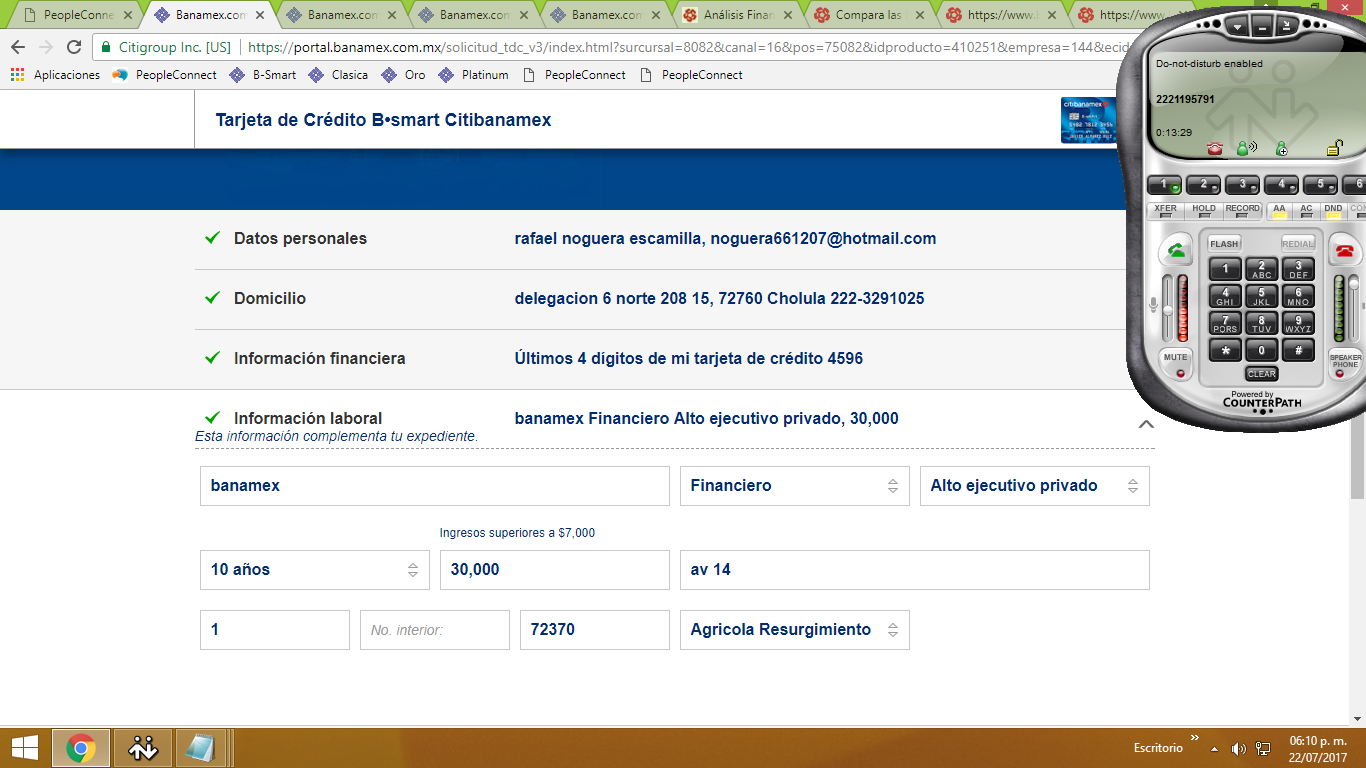 PeopleConne
Banamex.con
Banamex.con
Banamex.con
Banamex.con
Análisis Finan
Compara las
https://www.
https://www.
Citigroup Inc. [US]
https://portal.banamex.com.mx/solicitud_tdc_v3/index.html?surcursal=8082&canal=16&pos=75082&idproducto=410251&empresa=144&ecid
Aplicaciones
PeopleConnect
B-Smart
Clasica
Oro
Platinum
PeopleConnect
PeopleConnect
Tarjeta de Crédito B•smart Citibanamex
citibanamex
Datos personales
rafael noguera escamilla, noguera661207@hotmail.com
Domicilio
delegacion 6 norte 208 15, 72760 Cholula 222-3291025
Información financiera
Últimos 4 dígitos de mi tarjeta de crédito 4596
Información laboral
banamex Financiero Alto ejecutivo privado, 30,000
Esta información complementa tu expediente.
banamex
Financiero
Alto ejecutivo privado
Ingresos superiores a $7,000
10 años
30,000
av 14
1
No. interior:
72370
Agricola Resurgimiento
Do-not-disturb enabled
2221195791
0:13:29
1 2 3 4 5 6
XFER HOLD RECORD AA AC DND CON
FLASH REDIAL
1 2 ABC 3 DEF
4 GHI 5 JKL 6 MNO
7 PQRS 8 TUV 9 WXYZ
* 0 #
MUTE
CLEAR
SPEAKER PHONE
Powered by
COUNTERPATH
Escritorio
06:10 p. m.
22/07/2017